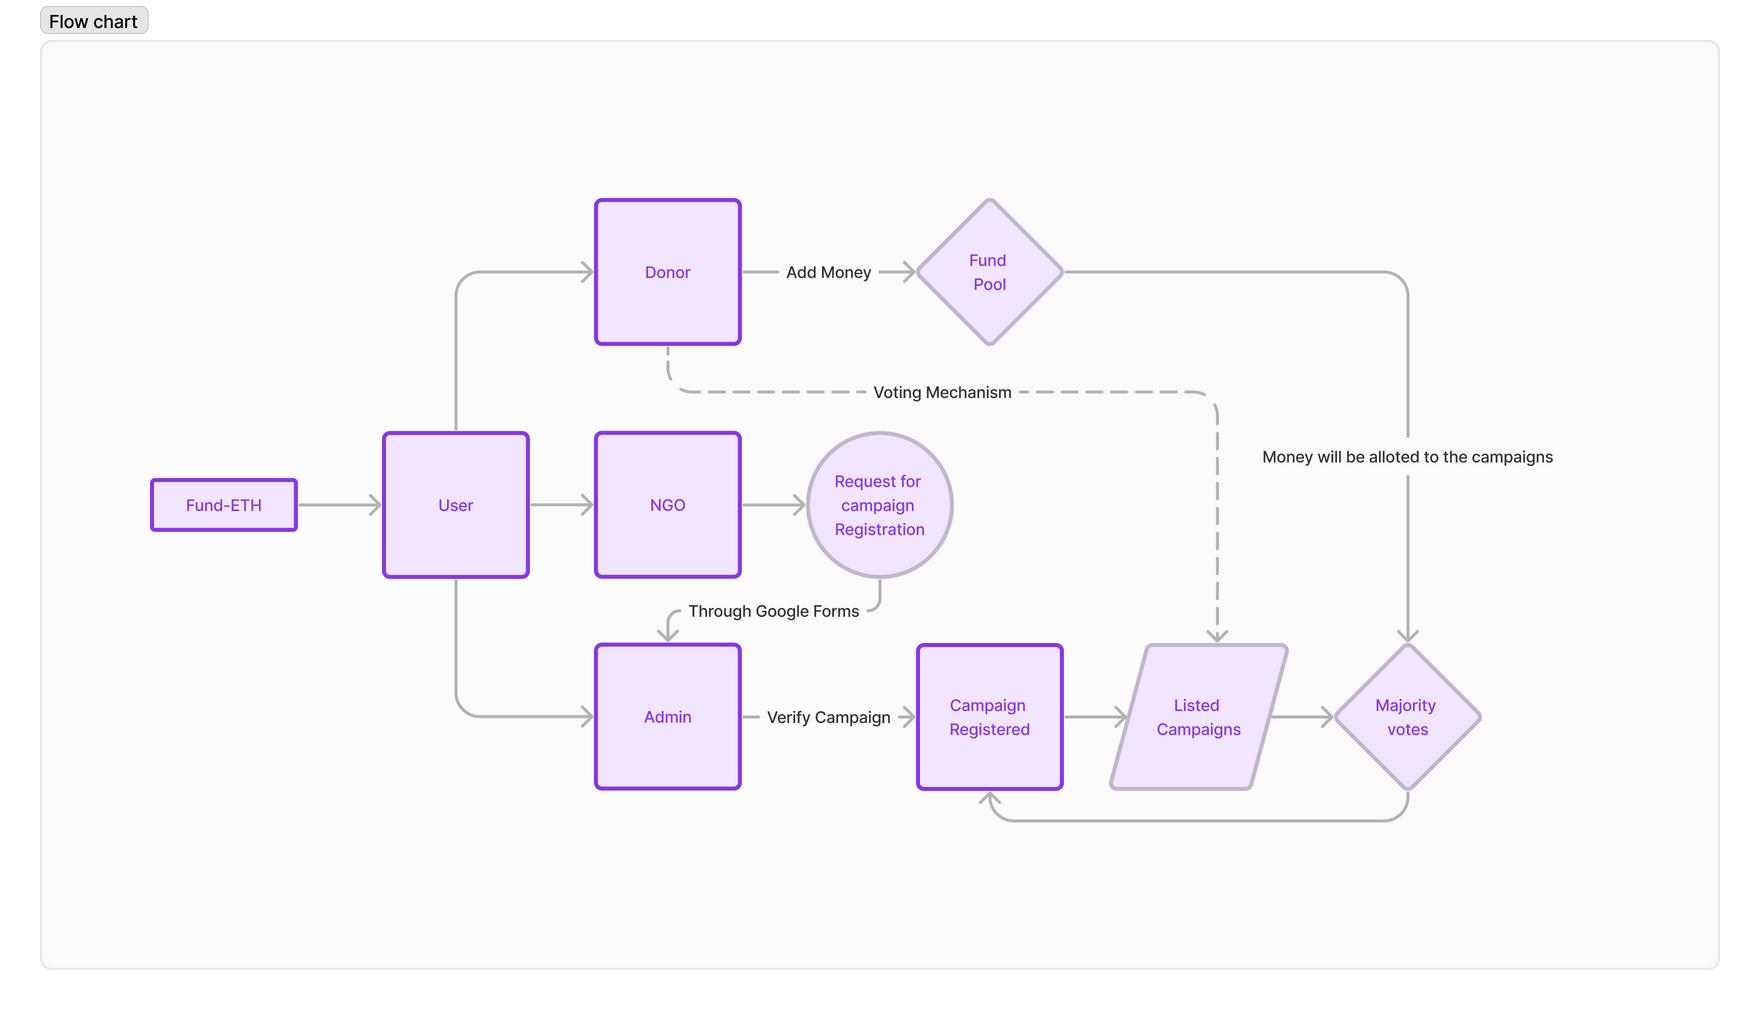 Flow chart
Donor
Add Money
Fund
Pool
Voting Mechanism
Money will be alloted to the campaigns
Fund-ETH
User
NGO
Request for
campaign
Registration
Through Google Forms
Admin
Verify Campaign
Campaign
Registered
Listed
Campaigns
Majority
votes